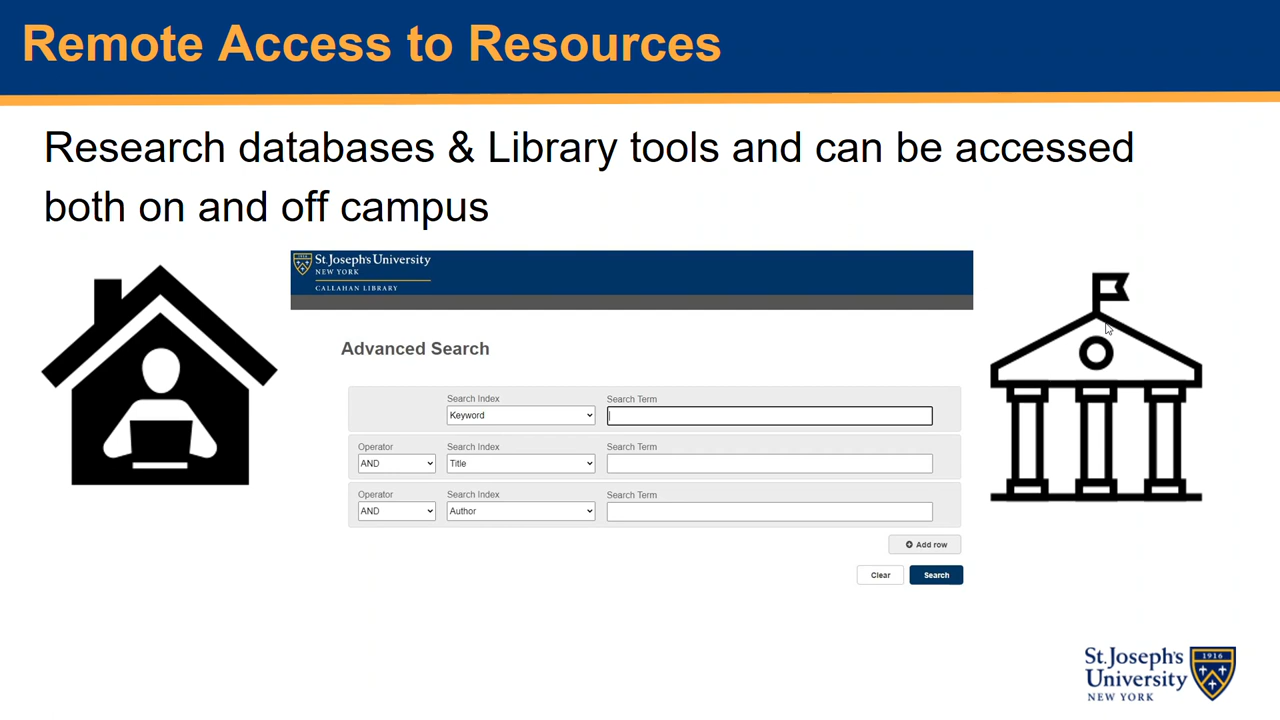 Remote Access to Resources
Research databases & Library tools and can be accessed
both on and off campus
St.Joseph's University
NEW YORK
CALLAHAN LIBRARY
Advanced Search
Search Index
Search Term
Keyword
Operator
Search Index
Search Term
AND
Title
Operator
Search Index
Search Term
AND
Author
Add row
Clear
Search
St.Joseph's
University
NEW YORK
1916